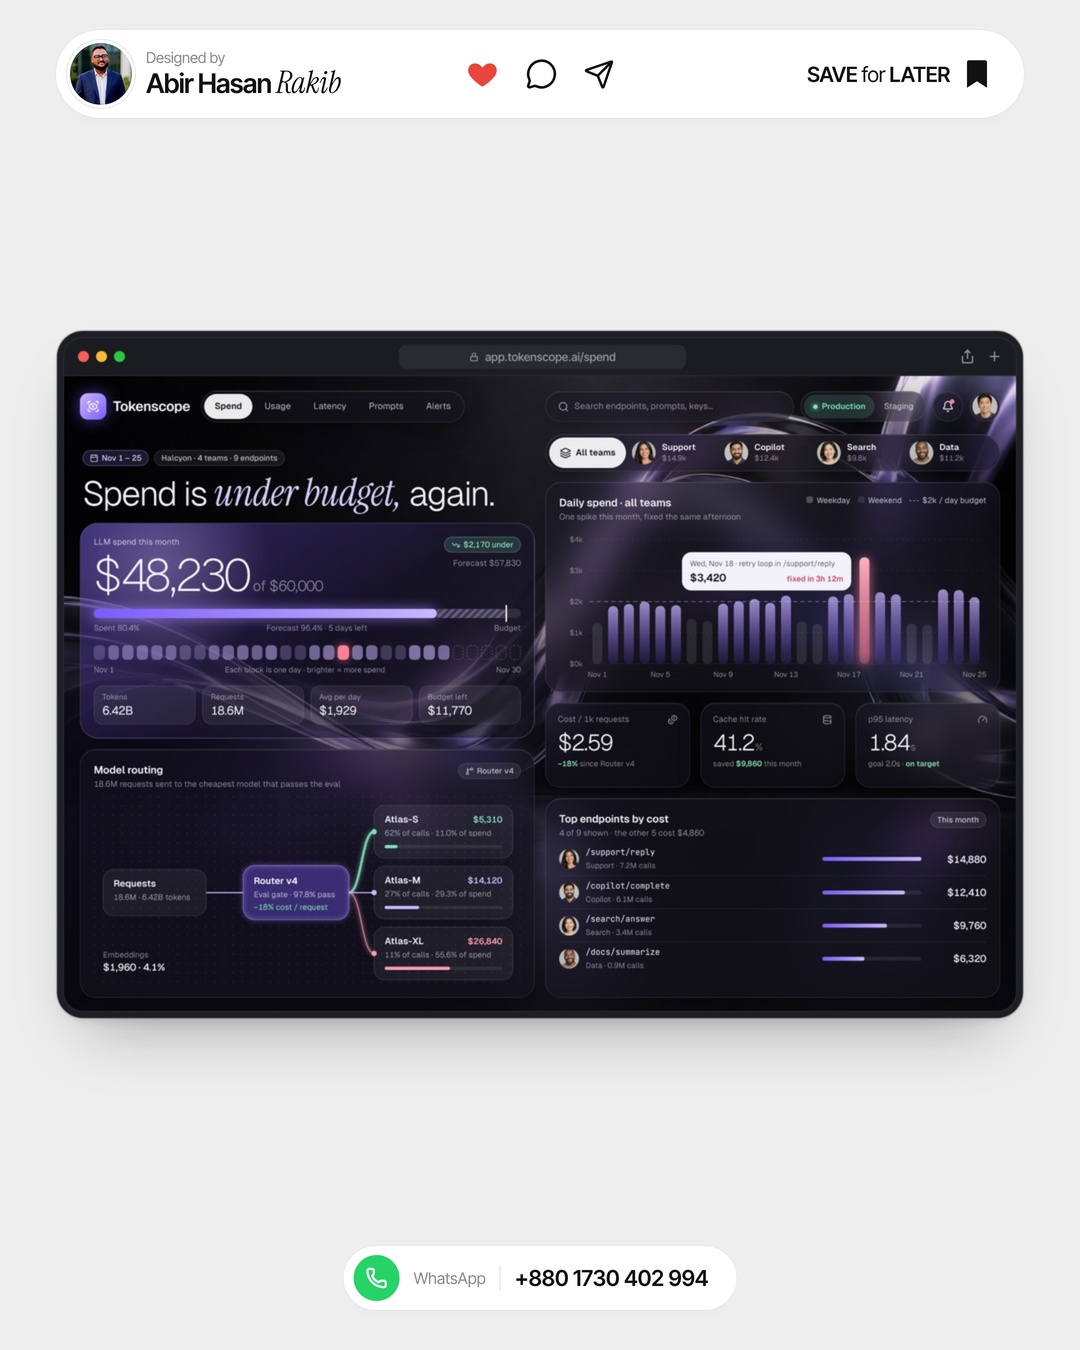 Designed by
Abir Hasan Rakib
SAVE for LATER
app.tokenscope.ai/spend
Tokenscope
Spend
Usage
Latency
Prompts
Alerts
Search endpoints, prompts, keys...
Production
Staging
Nov 1 – 25
Halcyon · 4 teams · 9 endpoints
Spend is under budget, again.
LLM spend this month
$2,170 under
$48,230 of $60,000
Forecast $57,830
Spent 80.4%
Forecast 96.4% · 5 days left
Budget
Nov 1
Each block is one day · brighter = more spend
Nov 30
Tokens
6.42B
Requests
18.6M
Avg per day
$1,929
Budget left
$11,770
Model routing
Router v4
18.6M requests sent to the cheapest model that passes the eval
Requests
18.6M · 6.42B tokens
Router v4
Eval gate · 97.8% pass
−18% cost / request
Atlas-S
$5,310
62% of calls · 11.0% of spend
Atlas-M
$14,120
27% of calls · 29.3% of spend
Atlas-XL
$26,840
11% of calls · 55.6% of spend
Embeddings
$1,960 · 4.1%
All teams
Support
$14.9k
Copilot
$12.4k
Search
$9.8k
Data
$11.2k
Daily spend · all teams
Weekday
Weekend
$2k / day budget
One spike this month, fixed the same afternoon
$4k
$3k
$2k
$1k
$0k
Wed, Nov 18 · retry loop in /support/reply
$3,420
fixed in 3h 12m
Nov 1
Nov 5
Nov 9
Nov 13
Nov 17
Nov 21
Nov 25
Cost / 1k requests
$2.59
−18% since Router v4
Cache hit rate
41.2%
saved $9,860 this month
p95 latency
1.84s
goal 2.0s · on target
Top endpoints by cost
This month
4 of 9 shown · the other 5 cost $4,860
/support/reply
Support · 7.2M calls
$14,880
/copilot/complete
Copilot · 6.1M calls
$12,410
/search/answer
Search · 3.4M calls
$9,760
/docs/summarize
Data · 0.9M calls
$6,320
WhatsApp
+880 1730 402 994